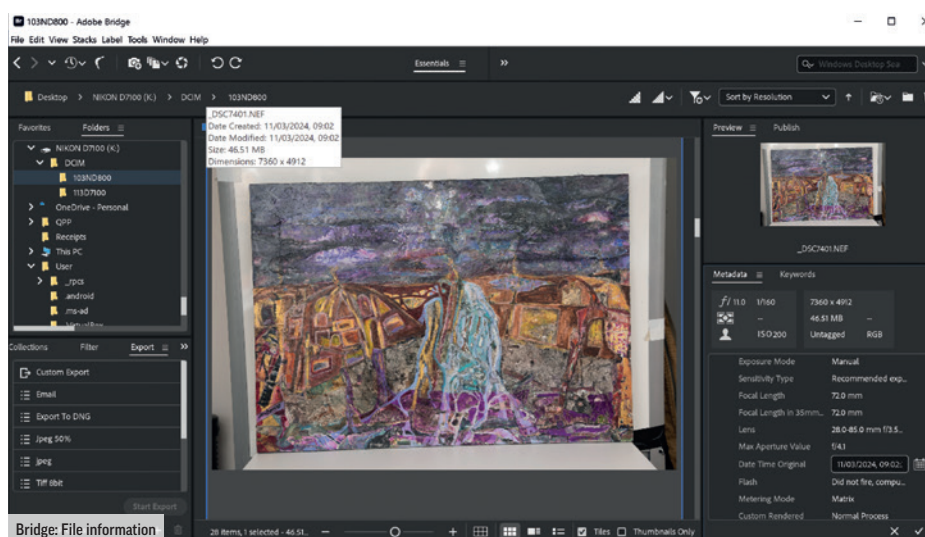 Br 103ND800 - Adobe Bridge
File Edit View Stacks Label Tools Window Help
Essentials
Windows Desktop Sea
Desktop > NIKON D7100 (K:) > DCIM > 103ND800
Sort by Resolution
_DSC7401.NEF
Date Created: 11/03/2024, 09:02
Date Modified: 11/03/2024, 09:02
Size: 46.51 MB
Dimensions: 7360 x 4912
Favorites Folders
NIKON D7100 (K:)
DCIM
103ND800
113D7100
OneDrive - Personal
QPP
Receipts
This PC
User
_rpcs
.android
.ms-ad
.VirtualBox
Collections Filter Export
Custom Export
Email
Export To DNG
Jpeg 50%
jpeg
Tiff 8bit
Start Export
Bridge: File information
28 items, 1 selected - 46.51...
Tiles Thumbnails Only
Preview Publish
_DSC7401.NEF
Metadata Keywords
f/ 11.0 1/160 7360 x 4912
-- 46.51 MB --
ISO 200 Untagged RGB
Exposure Mode Manual
Sensitivity Type Recommended exp...
Focal Length 72.0 mm
Focal Length in 35mm... 72.0 mm
Lens 28.0-85.0 mm f/3.5...
Max Aperture Value f/4.1
Date Time Original 11/03/2024, 09:02:
Flash Did not fire, compu...
Metering Mode Matrix
Custom Rendered Normal Process